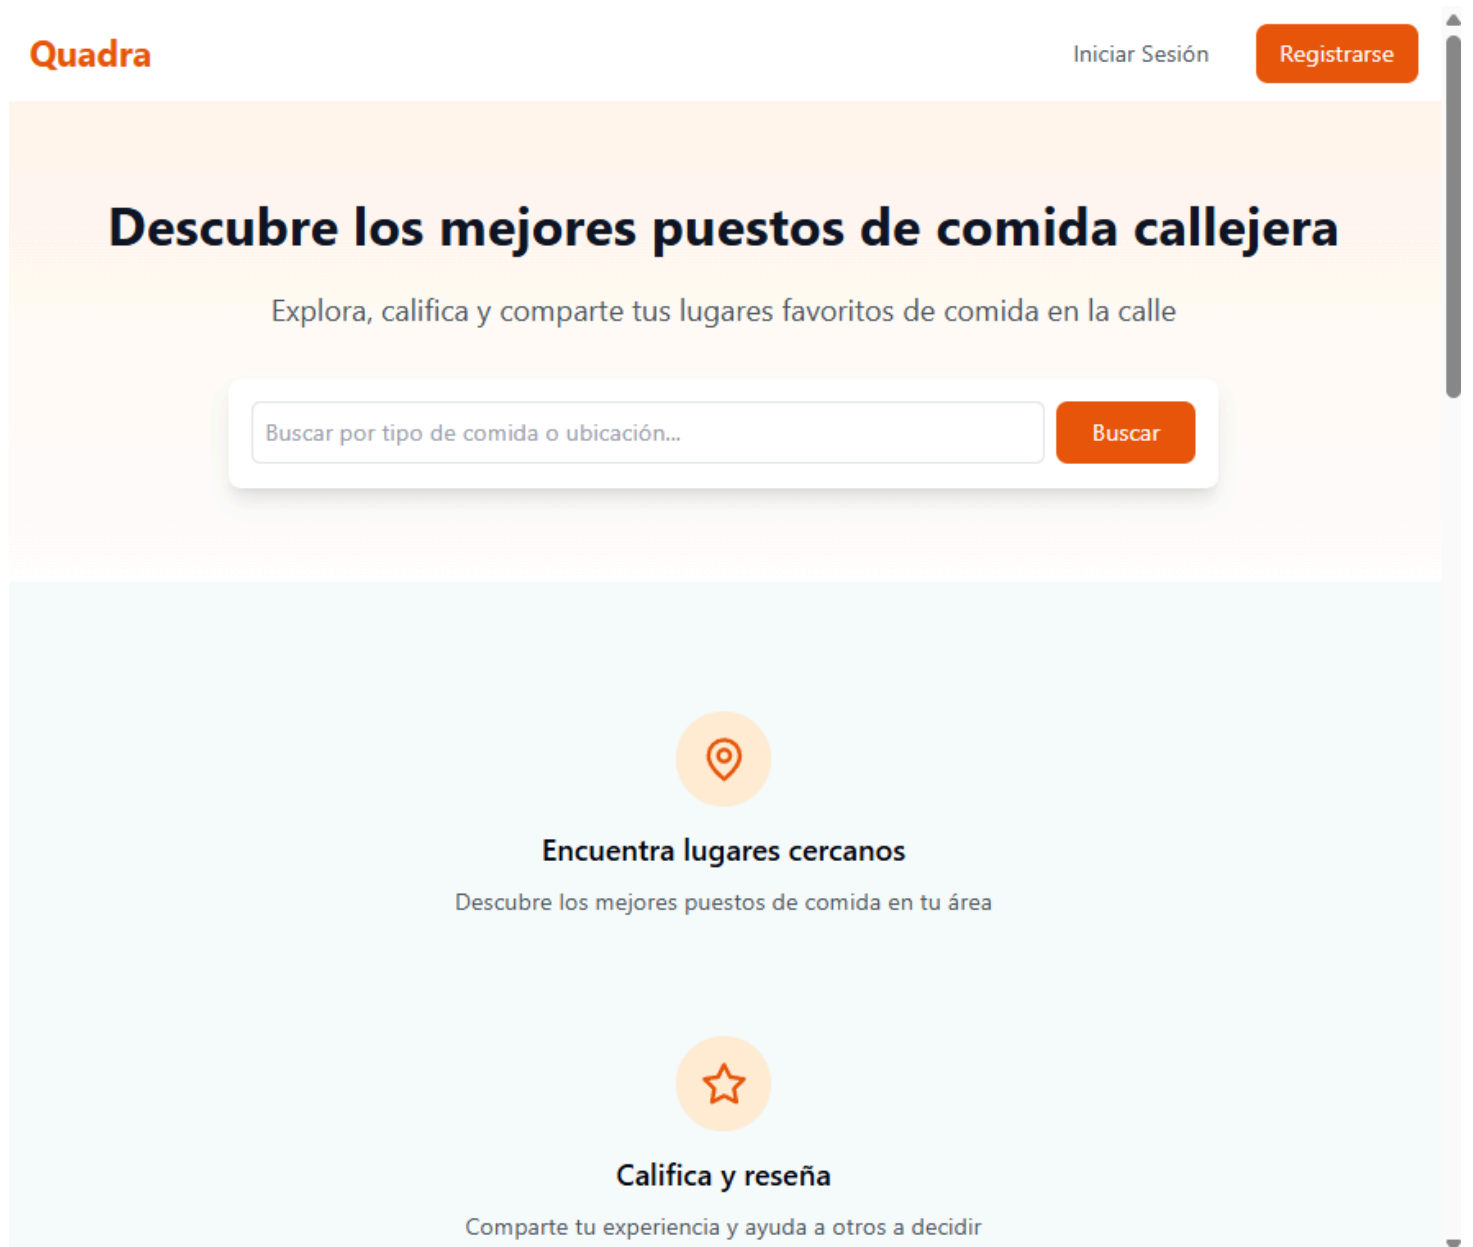 Quadra
Iniciar Sesión
Registrarse
Descubre los mejores puestos de comida callejera
Explora, califica y comparte tus lugares favoritos de comida en la calle
Buscar por tipo de comida o ubicación...
Buscar
Encuentra lugares cercanos
Descubre los mejores puestos de comida en tu área
Califica y reseña
Comparte tu experiencia y ayuda a otros a decidir